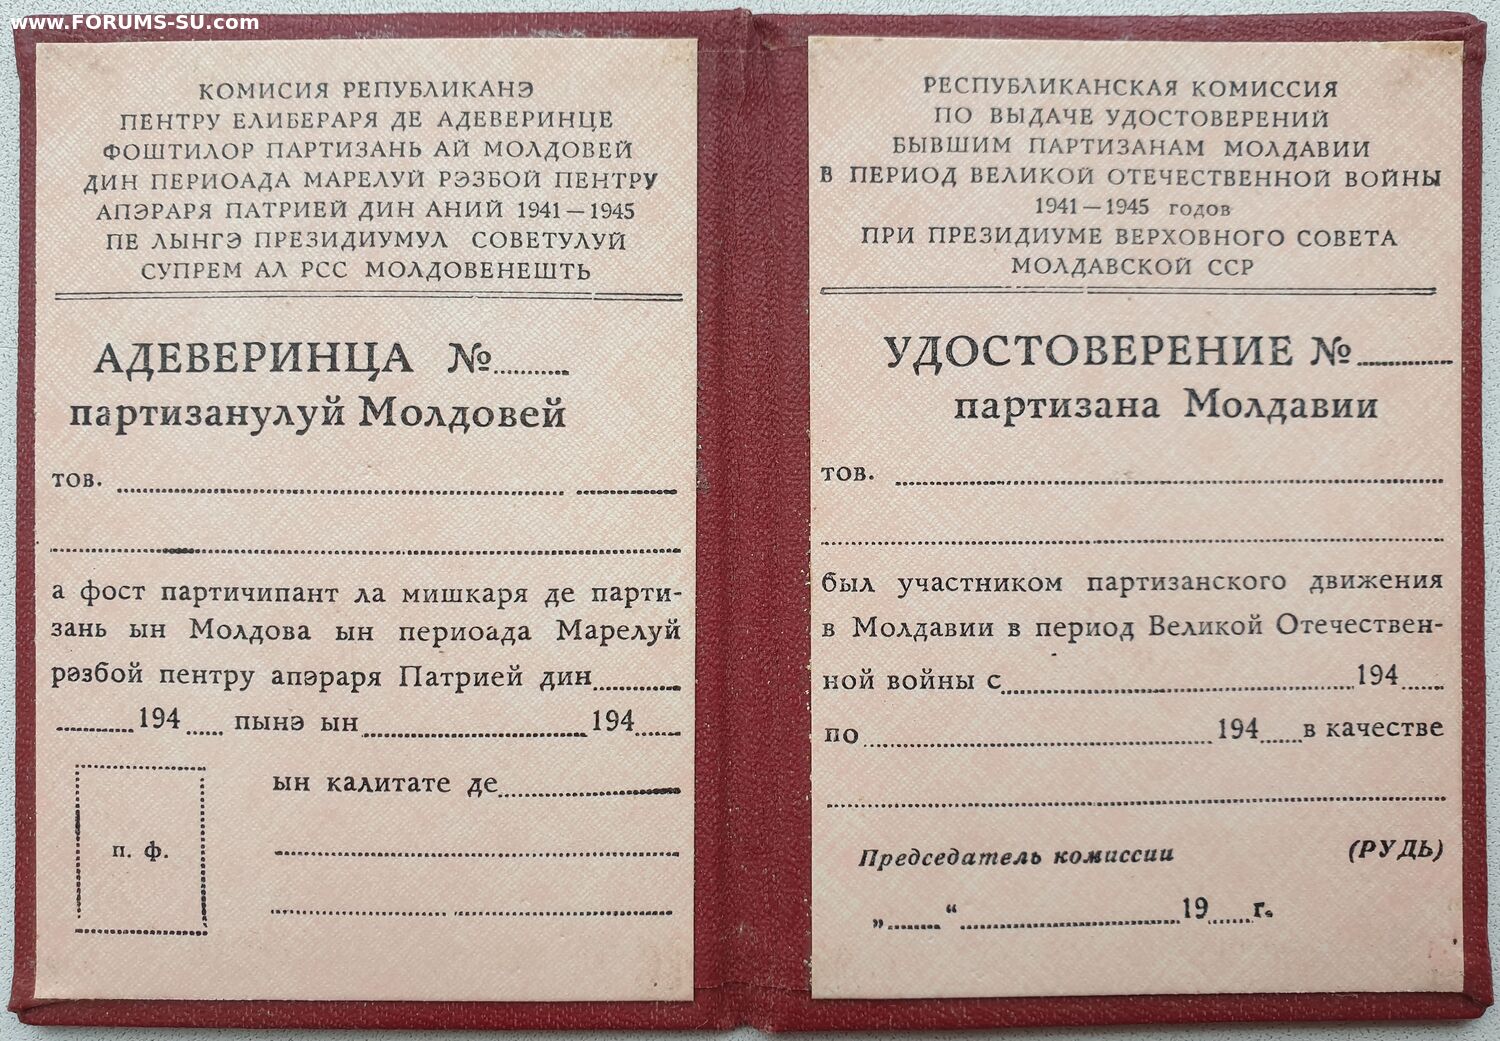 www.FORUMS-SU.com
КОМИСИЯ РЕПУБЛИКАНЭ
ПЕНТРУ ЕЛИБЕРАРЯ ДЕ АДЕВЕРИНЦЕ
ФОШТИЛОР ПАРТИЗАНЬ АЙ МОЛДОВЕЙ
ДИН ПЕРИОАДА МАРЕЛУЙ РЭЗБОЙ ПЕНТРУ
АПЭРАРЯ ПАТРИЕЙ ДИН АНИЙ 1941—1945
ПЕ ЛЫНГЭ ПРЕЗИДИУМУЛ СОВЕТУЛУЙ
СУПРЕМ АЛ РСС МОЛДОВЕНЕШТЬ
АДЕВЕРИНЦА №..........
партизанулуй Молдовей
тов. ..........
а фост партичипант ла мишкаря де парти-
зань ын Молдова ын периоада Марелуй
рэзбой пентру апэраря Патрией дин..........
..........194..... пынэ ын..........194.....
ын калитате де..........
п. ф.
РЕСПУБЛИКАНСКАЯ КОМИССИЯ
ПО ВЫДАЧЕ УДОСТОВЕРЕНИЙ
БЫВШИМ ПАРТИЗАНАМ МОЛДАВИИ
В ПЕРИОД ВЕЛИКОЙ ОТЕЧЕСТВЕННОЙ ВОЙНЫ
1941—1945 годов
ПРИ ПРЕЗИДИУМЕ ВЕРХОВНОГО СОВЕТА
МОЛДАВСКОЙ ССР
УДОСТОВЕРЕНИЕ №..........
партизана Молдавии
тов. ..........
был участником партизанского движения
в Молдавии в период Великой Отечествен-
ной войны с..........194.....
по..........194.....в качестве
Председатель комиссии (РУДЬ)
„.....“..........19.....г.